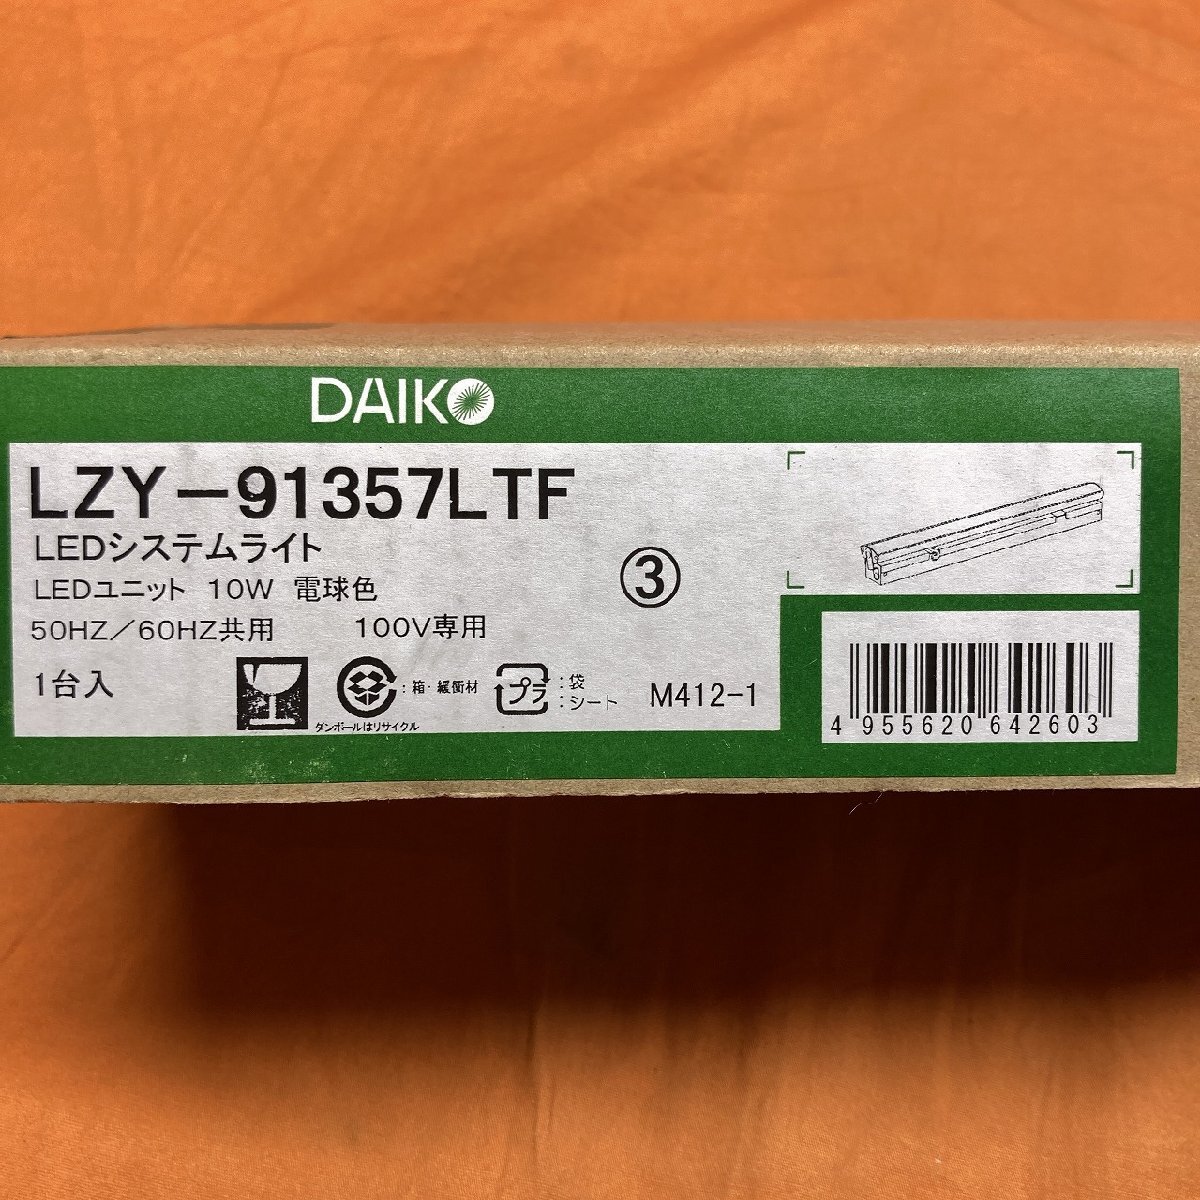 DAIKO
LZY-91357LTF
LEDシステムライト
LEDユニット 10W 電球色
③
50HZ/60HZ共用 100V専用
1台入
:箱・緩衝材
ダンボールはリサイクル
プラ
:袋
:シート
M412-1
4 955620 642603